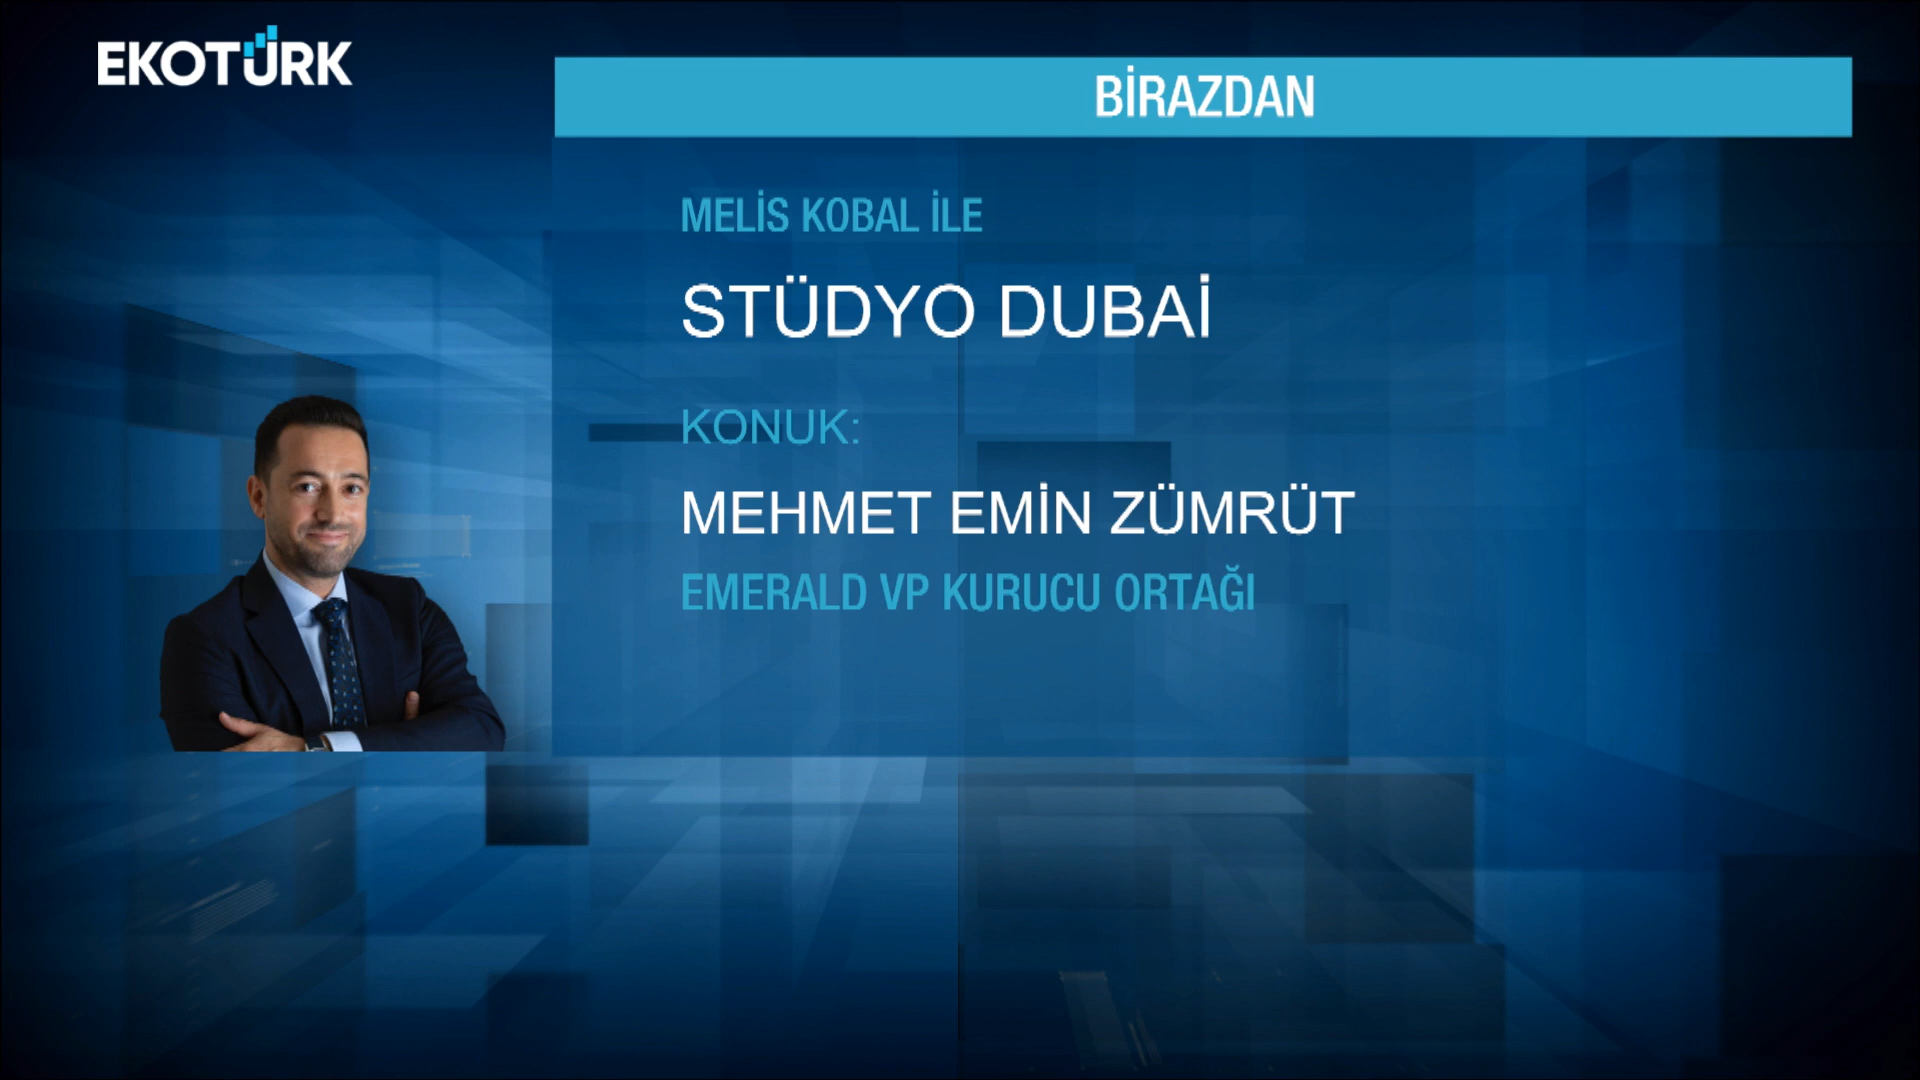 EKOTÜRK
BİRAZDAN
MELİS KOBAL İLE
STÜDYO DUBAİ
KONUK:
MEHMET EMİN ZÜMRÜT
EMERALD VP KURUCU ORTAĞI